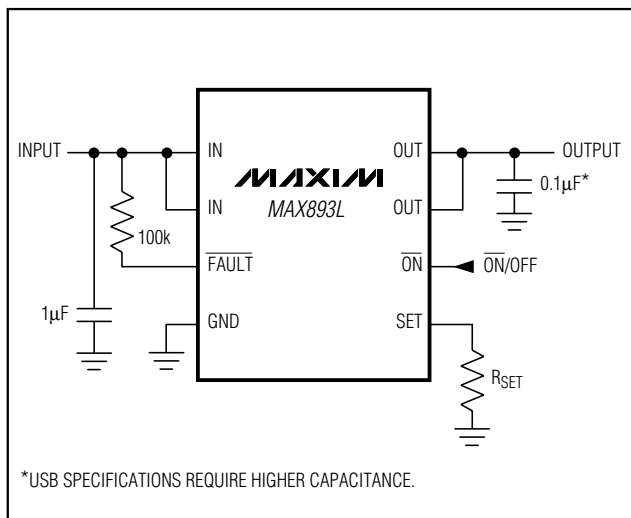 INPUT
IN
OUT
OUTPUT
MAXIM
MAX893L
0.1µF*
IN
OUT
100k
FAULT
ON
ON/OFF
1µF
GND
SET
RSET
*USB SPECIFICATIONS REQUIRE HIGHER CAPACITANCE.